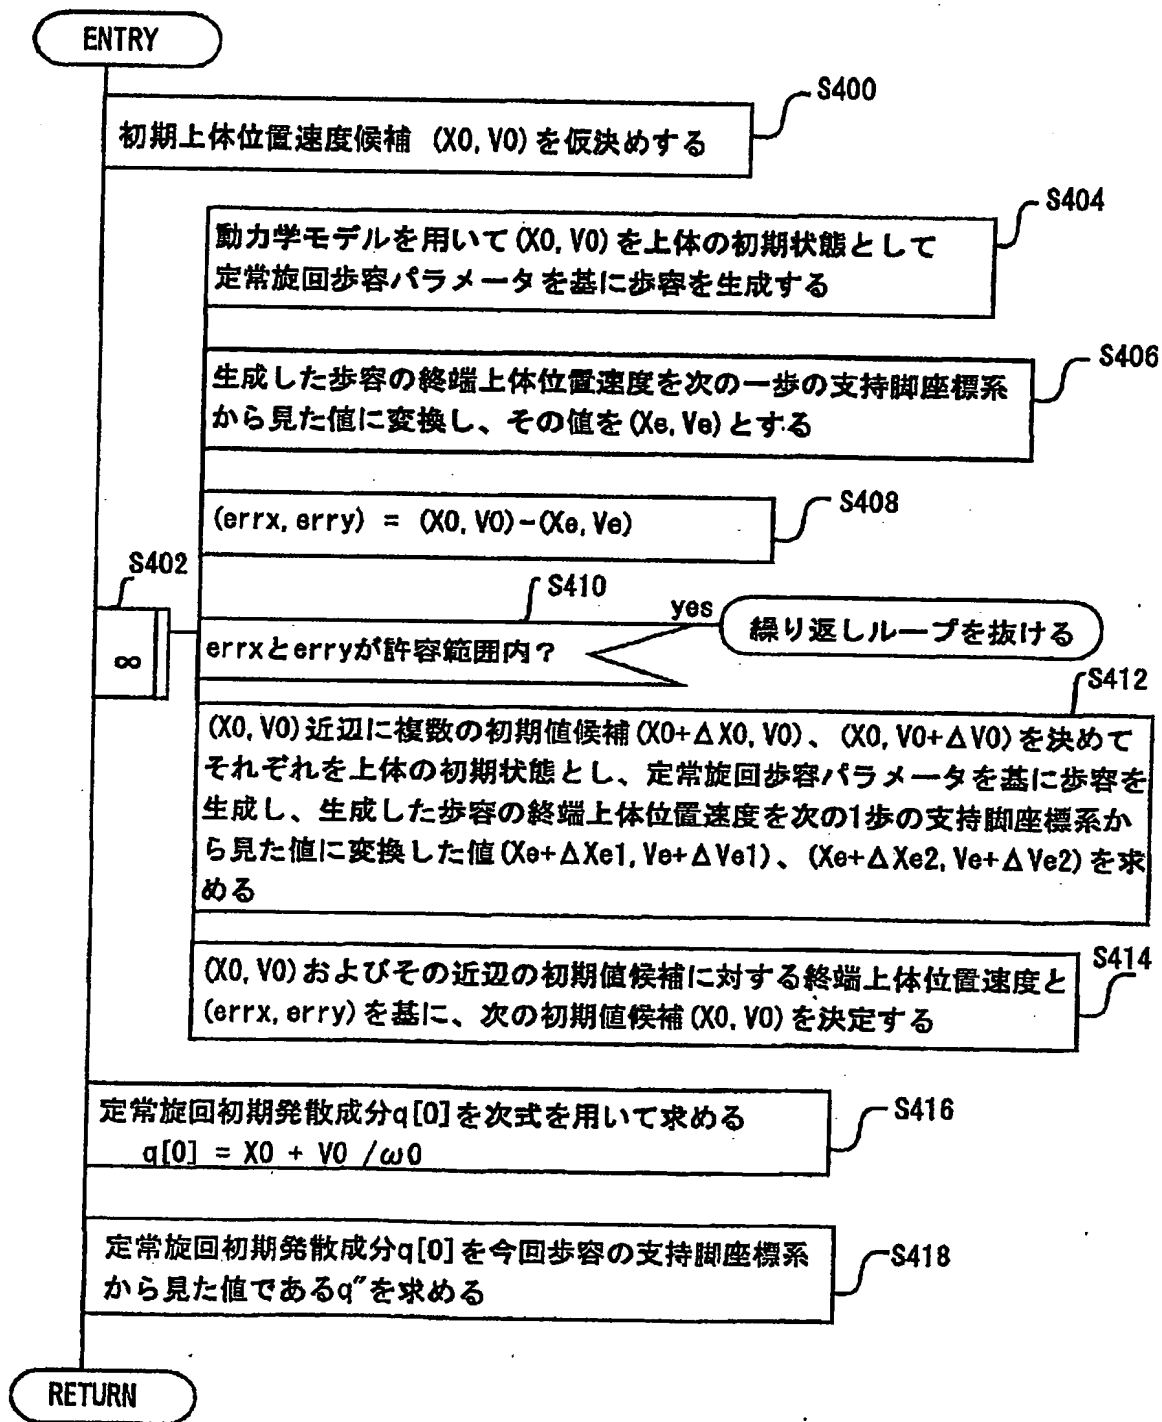 ENTRY
S400
初期上体位置速度候補 (X0, V0)を仮決めする
S404
動力学モデルを用いて(X0, V0)を上体の初期状態として
定常旋回歩容パラメータを基に歩容を生成する
S406
生成した歩容の終端上体位置速度を次の一歩の支持脚座標系
から見た値に変換し、その値を(Xe, Ve)とする
S408
(errx, erry) = (X0, V0)-(Xe, Ve)
S402
∞
S410
errxとerryが許容範囲内?
yes
繰り返しループを抜ける
S412
(X0, V0)近辺に複数の初期値候補(X0+ΔX0, V0)、(X0, V0+ΔV0)を決めて
それぞれを上体の初期状態とし、定常旋回歩容パラメータを基に歩容を
生成し、生成した歩容の終端上体位置速度を次の1歩の支持脚座標系か
ら見た値に変換した値(Xe+ΔXe1, Ve+ΔVe1)、(Xe+ΔXe2, Ve+ΔVe2)を求
める
S414
(X0, V0)およびその近辺の初期値候補に対する終端上体位置速度と
(errx, erry)を基に、次の初期値候補(X0, V0)を決定する
S416
定常旋回初期発散成分q[0]を次式を用いて求める
q[0] = X0 + V0 /ω0
S418
定常旋回初期発散成分q[0]を今回歩容の支持脚座標系
から見た値であるq″を求める
RETURN